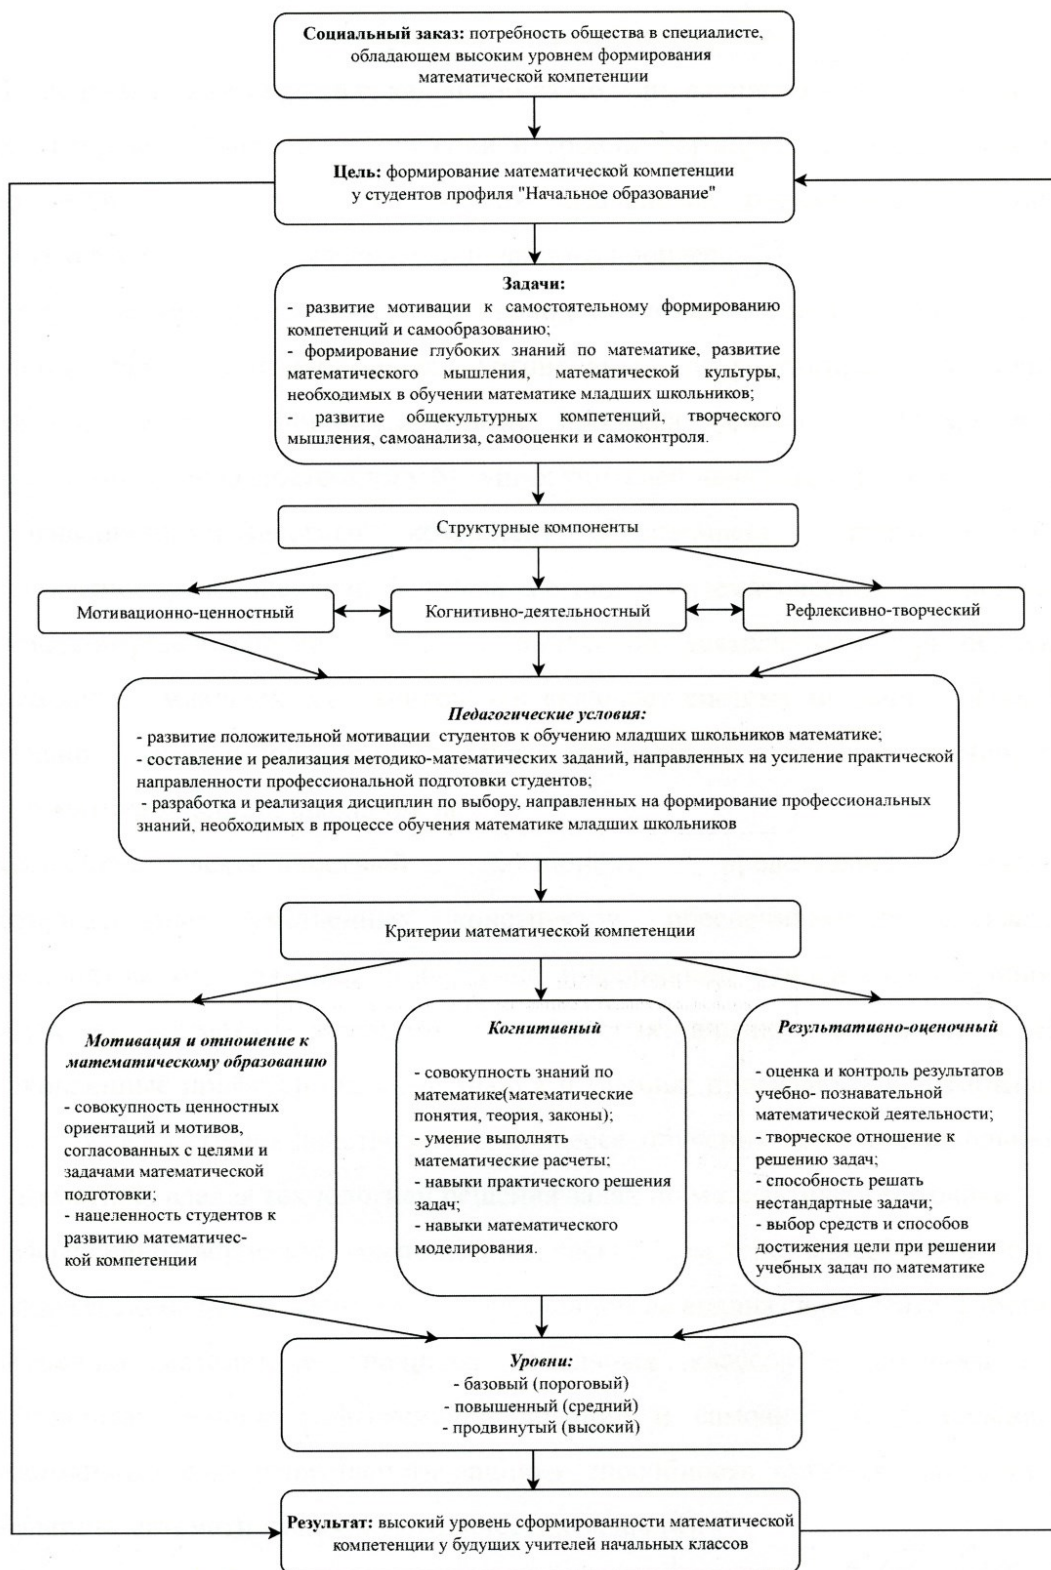 Социальный заказ: потребность общества в специалисте,
обладающем высоким уровнем формирования
математической компетенции
Цель: формирование математической компетенции
у студентов профиля "Начальное образование"
Задачи:
- развитие мотивации к самостоятельному формированию
компетенций и самообразованию;
- формирование глубоких знаний по математике, развитие
математического мышления, математической культуры,
необходимых в обучении математике младших школьников;
- развитие общекультурных компетенций, творческого
мышления, самоанализа, самооценки и самоконтроля.
Структурные компоненты
Мотивационно-ценностный
Когнитивно-деятельностный
Рефлексивно-творческий
Педагогические условия:
- развитие положительной мотивации студентов к обучению младших школьников математике;
- составление и реализация методико-математических заданий, направленных на усиление практической
направленности профессиональной подготовки студентов;
- разработка и реализация дисциплин по выбору, направленных на формирование профессиональных
знаний, необходимых в процессе обучения математике младших школьников
Критерии математической компетенции
Мотивация и отношение к
математическому образованию
- совокупность ценностных
ориентаций и мотивов,
согласованных с целями и
задачами математической
подготовки;
- нацеленность студентов к
развитию математичес-
кой компетенции
Когнитивный
- совокупность знаний по
математике(математические
понятия, теория, законы);
- умение выполнять
математические расчеты;
- навыки практического решения
задач;
- навыки математического
моделирования.
Результативно-оценочный
- оценка и контроль результатов
учебно- познавательной
математической деятельности;
- творческое отношение к
решению задач;
- способность решать
нестандартные задачи;
- выбор средств и способов
достижения цели при решении
учебных задач по математике
Уровни:
- базовый (пороговый)
- повышенный (средний)
- продвинутый (высокий)
Результат: высокий уровень сформированности математической
компетенции у будущих учителей начальных классов